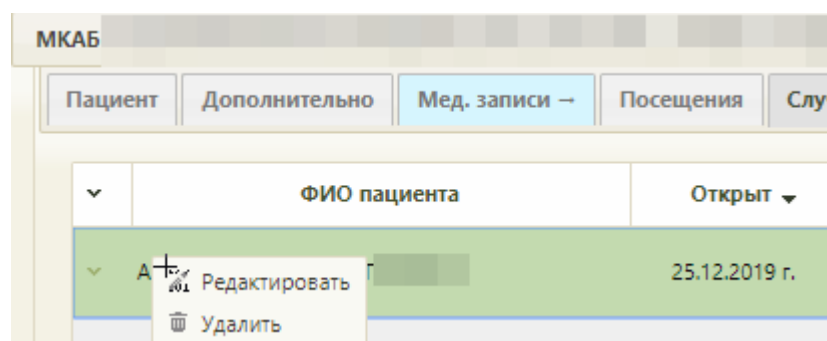 МКАБ
Пациент Дополнительно Мед. записи → Посещения Слу
ФИО пациента Открыт
А 25.12.2019 г.
Редактировать
Удалить